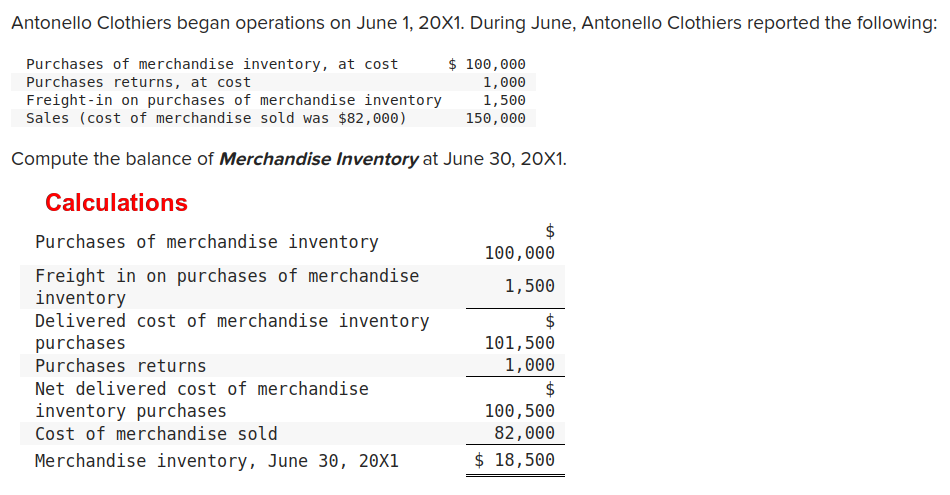 Antonello Clothiers began operations on June 1, 20X1. During June, Antonello Clothiers reported the following:
Purchases of merchandise inventory, at cost $ 100,000
Purchases returns, at cost 1,000
Freight-in on purchases of merchandise inventory 1,500
Sales (cost of merchandise sold was $82,000) 150,000
Compute the balance of Merchandise Inventory at June 30, 20X1.
Calculations
Purchases of merchandise inventory $
100,000
Freight in on purchases of merchandise
inventory 1,500
Delivered cost of merchandise inventory $
purchases 101,500
Purchases returns 1,000
Net delivered cost of merchandise $
inventory purchases 100,500
Cost of merchandise sold 82,000
Merchandise inventory, June 30, 20X1 $ 18,500